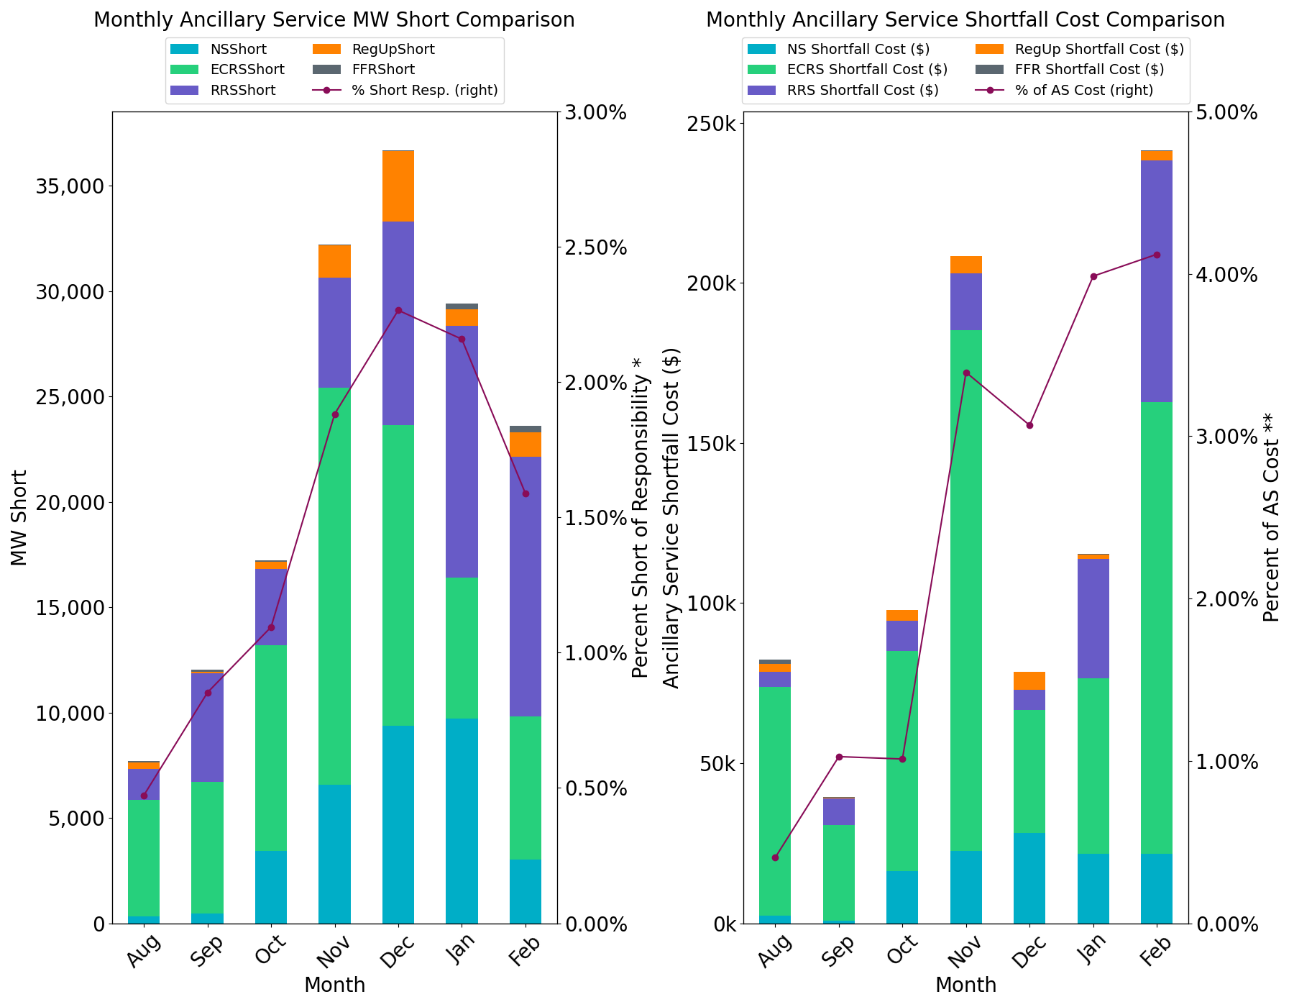 Monthly Ancillary Service MW Short Comparison
NSShort
ECRSShort
RRSShort
RegUpShort
FFRShort
% Short Resp. (right)
MW Short
35,000
30,000
25,000
20,000
15,000
10,000
5,000
0
3.00%
2.50%
2.00%
1.50%
1.00%
0.50%
0.00%
Percent Short of Responsibility *
Aug
Sep
Oct
Nov
Dec
Jan
Feb
Month
Monthly Ancillary Service Shortfall Cost Comparison
NS Shortfall Cost ($)
ECRS Shortfall Cost ($)
RRS Shortfall Cost ($)
RegUp Shortfall Cost ($)
FFR Shortfall Cost ($)
% of AS Cost (right)
Ancillary Service Shortfall Cost ($)
250k
200k
150k
100k
50k
0k
5.00%
4.00%
3.00%
2.00%
1.00%
0.00%
Percent of AS Cost **
Aug
Sep
Oct
Nov
Dec
Jan
Feb
Month